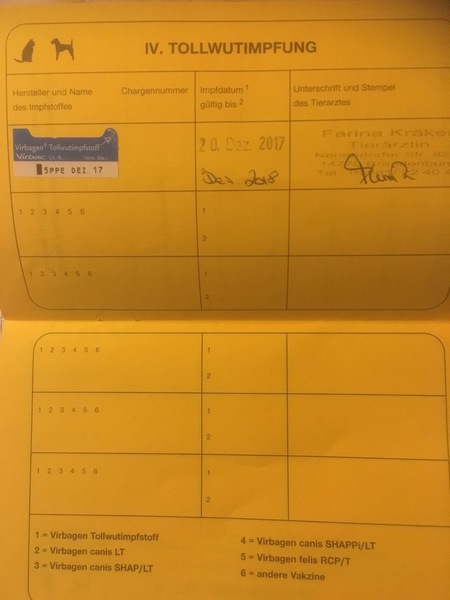 IV. TOLLWUTIMPFUNG
Hersteller und Name
des Impfstoffes
Chargennummer
Impfdatum 1
gültig bis 2
Unterschrift und Stempel
des Tierarztes
Virbagen® Tollwutimpfstoff
Virbac
5PPE DEZ 17
20. Dez. 2017
2 Dez. 2018
Farina Kräker
Tierärztin
1 2 3 4 5 6
1
2
1 2 3 4 5 6
1
2
1 2 3 4 5 6
1
2
1 2 3 4 5 6
1
2
1 2 3 4 5 6
1
2
1 = Virbagen Tollwutimpfstoff
2 = Virbagen canis LT
3 = Virbagen canis SHAP/LT
4 = Virbagen canis SHAPPi/LT
5 = Virbagen felis RCP/T
6 = andere Vakzine